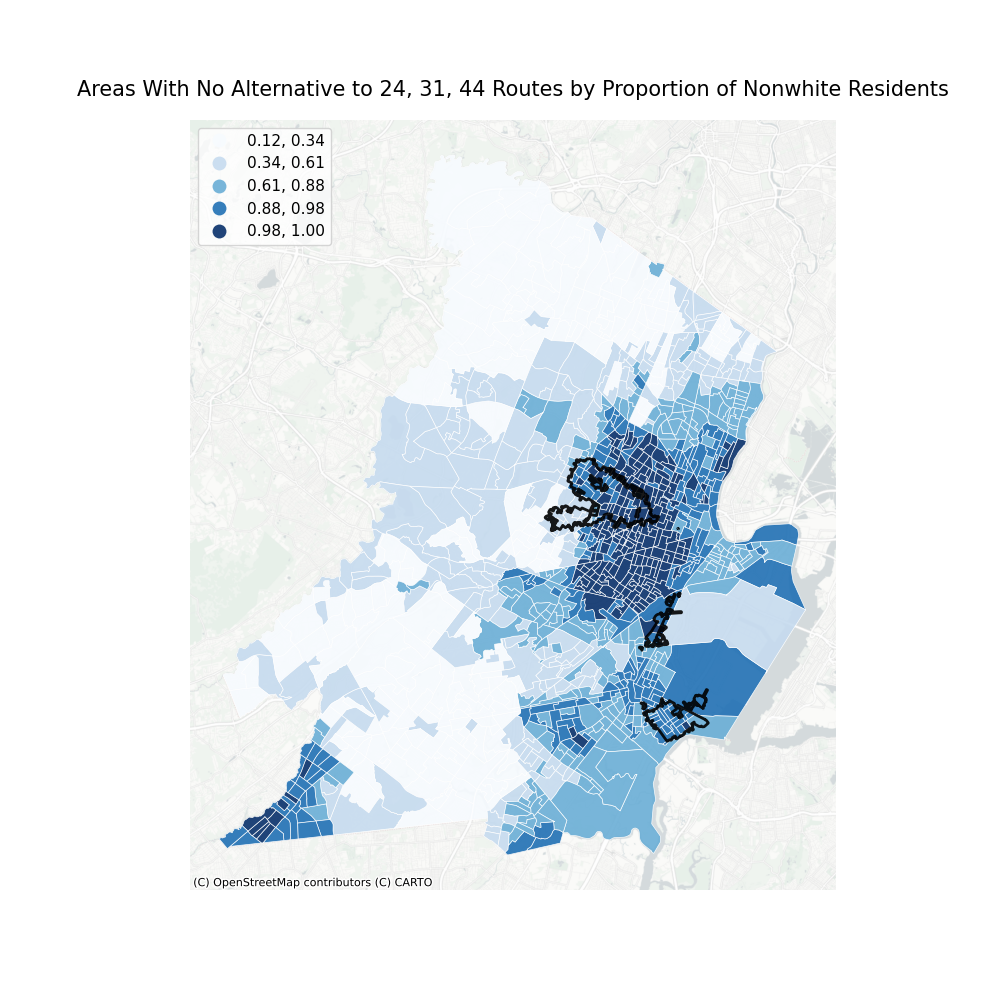 Areas With No Alternative to 24, 31, 44 Routes by Proportion of Nonwhite Residents
0.12, 0.34
0.34, 0.61
0.61, 0.88
0.88, 0.98
0.98, 1.00
(C) OpenStreetMap contributors (C) CARTO